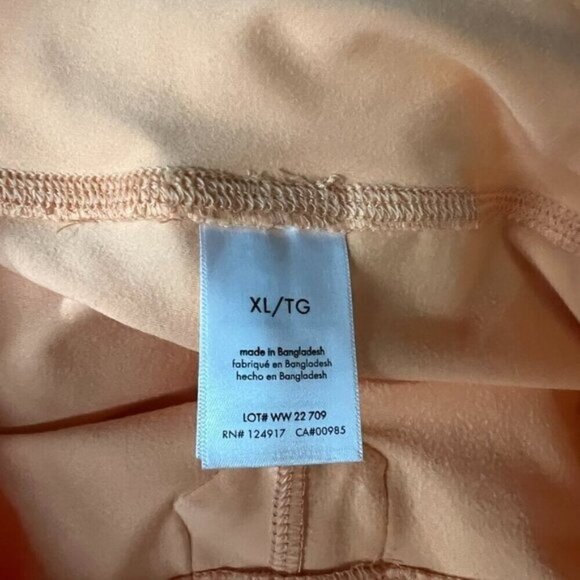 XL/TG
made in Bangladesh
fabriqué en Bangladesh
hecho en Bangladesh
LOT# WW 22 709
RN# 124917 CA#00985